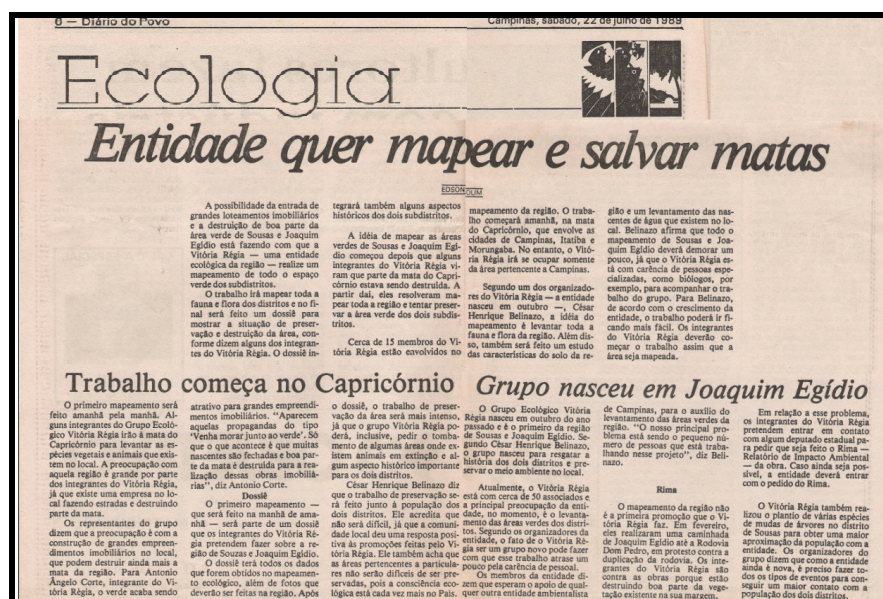 6 — Diário do Povo
Campinas, sábado, 22 de julho de 1989
Ecologia
Entidade quer mapear e salvar matas
EDSON OLIM
A possibilidade da entrada de
grandes loteamentos imobiliários
e a destruição de boa parte da
área verde de Sousas e Joaquim
Egídio está fazendo com que a
Vitória Régia — uma entidade
ecológica da região — realize um
mapeamento de todo o espaço
verde dos subdistritos.
O trabalho irá mapear toda a
fauna e flora dos distritos e no fi-
nal será feito um dossiê para
mostrar a situação de preser-
vação e destruição da área, con-
forme dizem alguns dos integran-
tes do Vitória Régia. O dossiê in-
tegrará também alguns aspectos
históricos dos dois subdistritos.
A idéia de mapear as áreas
verdes de Sousas e Joaquim Egí-
dio começou depois que alguns
integrantes do Vitória Régia vi-
ram que parte da mata do Capri-
córnio estava sendo destruída. A
partir daí, eles resolveram ma-
pear toda a região e tentar preser-
var a área verde dos dois subdis-
tritos.
Cerca de 15 membros do Vi-
tória Régia estão envolvidos no
mapeamento da região. O traba-
lho começará amanhã, na mata
do Capricórnio, que envolve as
cidades de Campinas, Itatiba e
Morungaba. No entanto, o Vitó-
ria Régia irá se ocupar somente
da área pertencente a Campinas.
Segundo um dos organizado-
res do Vitória Régia — a entidade
nasceu em outubro —, César
Henrique Belinazo, a idéia do
mapeamento é levantar toda a
fauna e flora da região. Além dis-
so, também será feito um estudo
das características do solo da re-
gião e um levantamento das nas-
centes de água que existem no lo-
cal. Belinazo afirma que todo o
mapeamento de Sousas e Joa-
quim Egídio deverá demorar um
pouco, já que o Vitória Régia es-
tá com carência de pessoas espe-
cializadas, como biólogos, por
exemplo, para acompanhar o tra-
balho do grupo. Para Belinazo,
de acordo com o crescimento da
entidade, o trabalho poderá ir fi-
cando mais fácil. Os integrantes
do Vitória Régia deverão co-
meçar o trabalho assim que a
área seja mapeada.
Trabalho começa no Capricórnio
O primeiro mapeamento será
feito amanhã pela manhã. Al-
guns integrantes do Grupo Ecoló-
gico Vitória Régia irão à mata do
Capricórnio para levantar as es-
pécies vegetais e animais que exis-
tem no local. A preocupação com
aquela região é grande por parte
dos integrantes do Vitória Régia,
já que existe uma empresa no lo-
cal fazendo estradas e destruindo
parte da mata.
Os representantes do grupo
dizem que a preocupação é com a
construção de grandes empreen-
dimentos imobiliários no local,
que podem destruir ainda mais a
mata da região. Para Antonio
Ângelo Corte, integrante do Vi-
tória Régia, o verde acaba sendo
atrativo para grandes empreendi-
mentos imobiliários. “Aparecem
aquelas propagandas do tipo
‘Venha morar junto ao verde’. Só
que o que acontece é que muitas
nascentes são fechadas e boa par-
te da mata é destruída para a rea-
lização dessas obras imobiliá-
rias”, diz Antonio Corte.
Dossiê
O primeiro mapeamento —
que será feito na manhã de ama-
nhã — será parte de um dossiê
que os integrantes do Vitória Ré-
gia pretendem fazer sobre a re-
gião de Souzas e Joaquim Egídio.
O dossiê terá todos os dados
que forem obtidos no mapeamen-
to ecológico, além de fotos que
deverão ser feitas na região. Após
o dossiê, o trabalho de preser-
vação da área será mais intenso,
já que o grupo Vitória Régia po-
derá, inclusive, pedir o tomba-
mento de algumas áreas onde ex-
istem animais em extinção e al-
gum aspecto histórico importante
para os dois distritos.
César Henrique Belinazo diz
que o trabalho de preservação se-
rá feito junto à população dos
distritos. Ele acredita que
não será difícil, já que a comuni-
dade local deu uma resposta posi-
tiva às promoções feitas pelo Vi-
tória Régia. Ele também acha que
as áreas pertencentes a particula-
res não serão difíceis de ser pre-
servadas, pois a consciência eco-
lógica está cada vez mais no País.
Grupo nasceu em Joaquim Egídio
O Grupo Ecológico Vitória
Régia nasceu em outubro do ano
passado e é o primeiro da região
de Sousas e Joaquim Egídio. Se-
gundo César Henrique Belinazo,
o grupo nasceu para resgatar a
história dos dois distritos e pre-
servar o meio ambiente no local.
Atualmente, o Vitória Régia
está com cerca de 50 associados e
a principal preocupação da enti-
dade, no momento, é o levanta-
mento das áreas verdes dos distri-
tos. Segundo os organizadores da
entidade, o fato de o Vitória Ré-
gia ser um grupo novo pode fazer
com que esse trabalho atrase um
pouco pela carência de pessoal.
Os membros da entidade di-
zem que esperam o apoio de qual-
quer outra entidade ambientalista
de Campinas, para o auxílio do
levantamento das áreas verdes da
região. “O nosso principal pro-
blema está sendo o pequeno nú-
mero de pessoas que está traba-
lhando nesse projeto”, diz Beli-
nazo.
Rima
O mapeamento da região não
é a primeira promoção que o Vi-
tória Régia faz. Em fevereiro,
eles realizaram uma caminhada
de Joaquim Egídio até a Rodovia
Dom Pedro, em protesto contra a
duplicação da rodovia. Os inte-
grantes do Vitória Régia são
contra as obras porque estão
destruindo boa parte da vege-
tação existente na sua margem.
Em relação a esse problema,
os integrantes do Vitória Régia
pretendem entrar em contato
com algum deputado estadual pa-
ra pedir que seja feito o Rima —
Relatório de Impacto Ambiental
— da obra. Caso ainda seja pos-
sível, a entidade deverá entrar
com o pedido do Rima.
O Vitória Régia também rea-
lizou o plantio de várias espécies
de mudas de árvores no distrito
de Sousas para obter uma maior
aproximação da população com a
entidade. Os organizadores do
grupo dizem que como a entidade
ainda é nova, é preciso fazer to-
dos os tipos de eventos para con-
seguir um maior contato com a
população dos dois distritos.